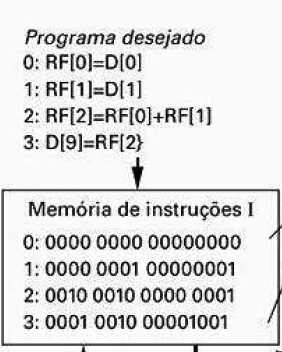 Programa desejado
0: RF[0]=D[0]
1: RF[1]=D[1]
2: RF[2]=RF[0]+RF[1]
3: D[9]=RF[2}
Memória de instruções I
0: 0000 0000 00000000
1: 0000 0001 00000001
2: 0010 0010 0000 0001
3: 0001 0010 00001001